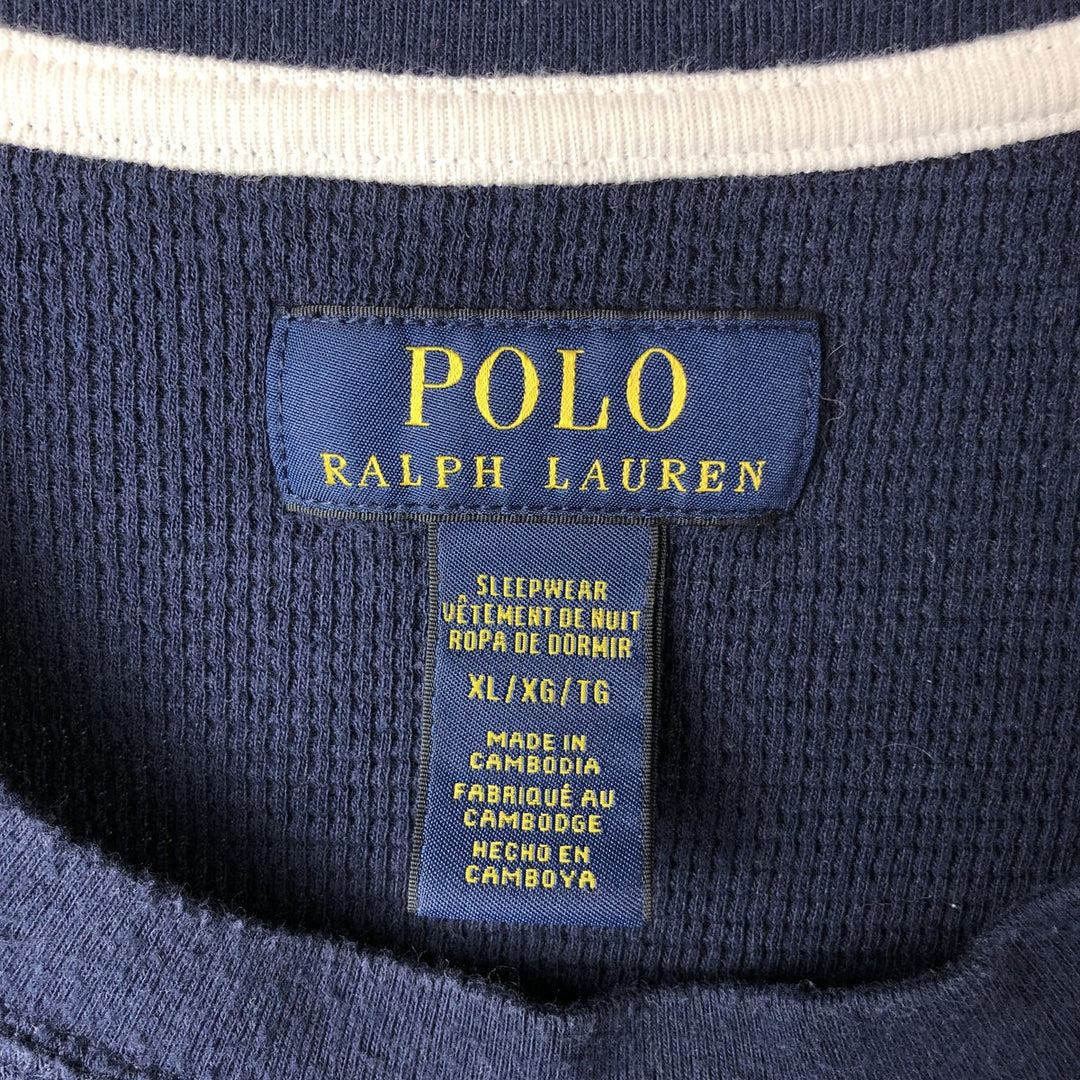 POLO
RALPH LAUREN
SLEEPWEAR
VÊTEMENT DE NUIT
ROPA DE DORMIR
XL/XG/TG
MADE IN
CAMBODIA
FABRIQUÉ AU
CAMBODGE
HECHO EN
CAMBOYA